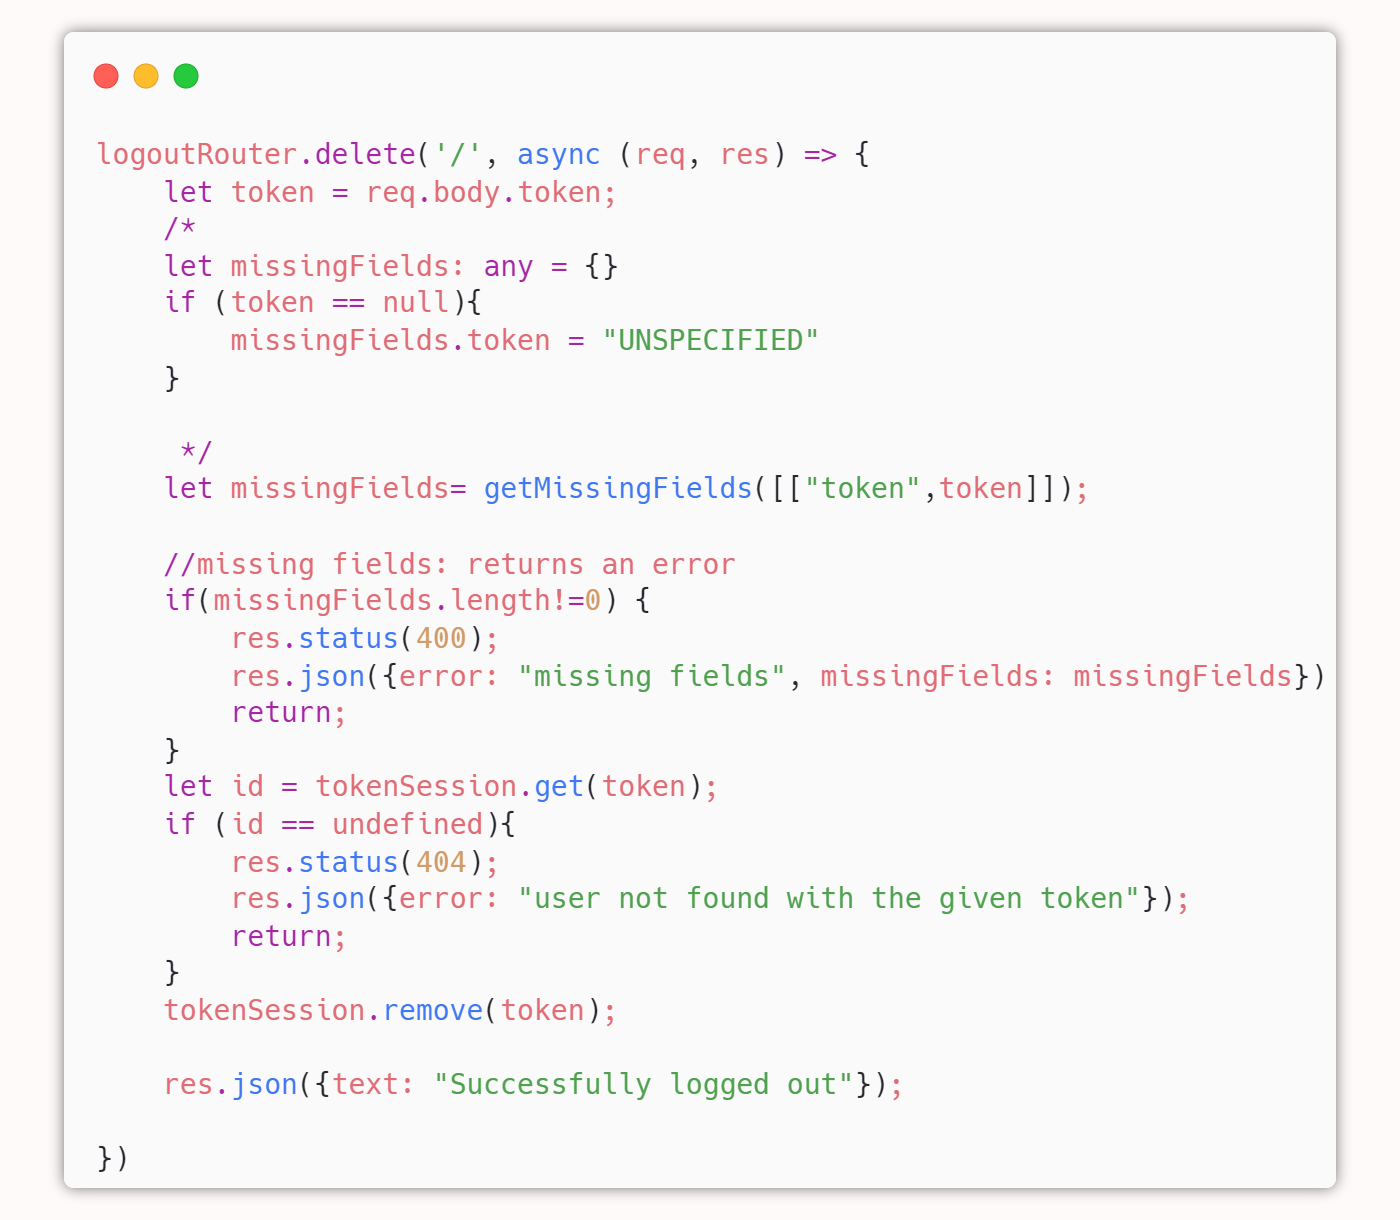 logoutRouter.delete('/', async (req, res) => {
    let token = req.body.token;
    /*
    let missingFields: any = {}
    if (token == null){
        missingFields.token = "UNSPECIFIED"
    }

     */
    let missingFields= getMissingFields([["token",token]]);

    //missing fields: returns an error
    if(missingFields.length!=0) {
        res.status(400);
        res.json({error: "missing fields", missingFields: missingFields})
        return;
    }
    let id = tokenSession.get(token);
    if (id == undefined){
        res.status(404);
        res.json({error: "user not found with the given token"});
        return;
    }
    tokenSession.remove(token);

    res.json({text: "Successfully logged out"});

})